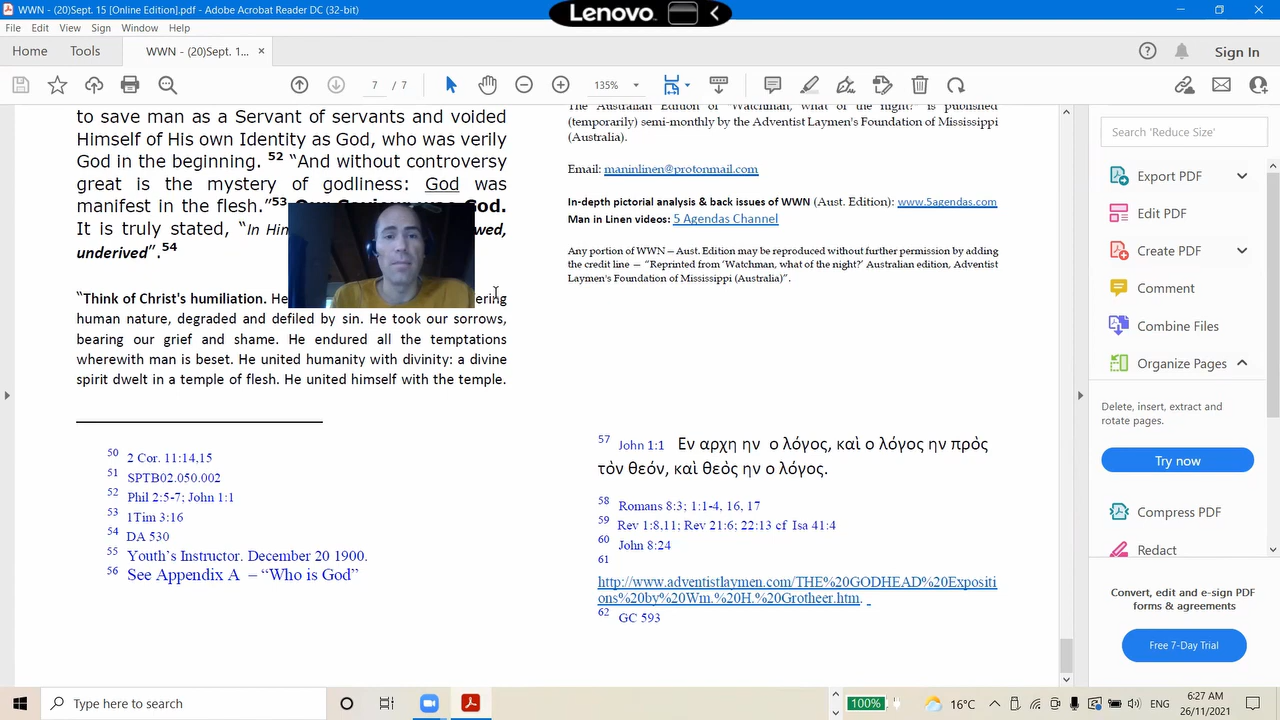 WWN - (20)Sept. 15 [Online Edition].pdf - Adobe Acrobat Reader DC (32-bit)
Lenovo
File Edit View Sign Window Help
Home Tools WWN - (20)Sept. 1... × Sign In
7 / 7 135%
to save man as a Servant of servants and voided
Himself of His own Identity as God, who was verily
God in the beginning. 52 “And without controversy
great is the mystery of godliness: God was
manifest in the flesh.”53 Our Saviour was God.
It is truly stated, “In Him
underived”.54
“Think of Christ's humiliation. He
human nature, degraded and defiled by sin. He took our sorrows,
bearing our grief and shame. He endured all the temptations
wherewith man is beset. He united humanity with divinity: a divine
spirit dwelt in a temple of flesh. He united himself with the temple.
50 2 Cor. 11:14,15
51 SPTB02.050.002
52 Phil 2:5-7; John 1:1
53 1Tim 3:16
54 DA 530
55 Youth’s Instructor. December 20 1900.
56 See Appendix A – “Who is God”
The Australian Edition of 'Watchman, what of the night?' is published
(temporarily) semi-monthly by the Adventist Laymen's Foundation of Mississippi
(Australia).
Email: maninlinen@protonmail.com
In-depth pictorial analysis & back issues of WWN (Aust. Edition): www.5agendas.com
Man in Linen videos: 5 Agendas Channel
Any portion of WWN — Aust. Edition may be reproduced without further permission by adding
the credit line — “Reprinted from ‘Watchman, what of the night?’ Australian edition, Adventist
Laymen's Foundation of Mississippi (Australia)”.
57 John 1:1 Εν αρχη ην ο λόγος, καὶ ο λόγος ην πρὸς
τὸν θεόν, καὶ θεὸς ην ο λόγος.
58 Romans 8:3; 1:1-4, 16, 17
59 Rev 1:8,11; Rev 21:6; 22:13 cf Isa 41:4
60 John 8:24
61
http://www.adventistlaymen.com/THE%20GODHEAD%20Expositi
ons%20by%20Wm.%20H.%20Grotheer.htm.
62 GC 593
Search 'Reduce Size'
Export PDF
Edit PDF
Create PDF
Comment
Combine Files
Organize Pages
Delete, insert, extract and
rotate pages.
Try now
Compress PDF
Redact
Convert, edit and e-sign PDF
forms & agreements
Free 7-Day Trial
Type here to search
100% 16°C ENG
6:27 AM
26/11/2021